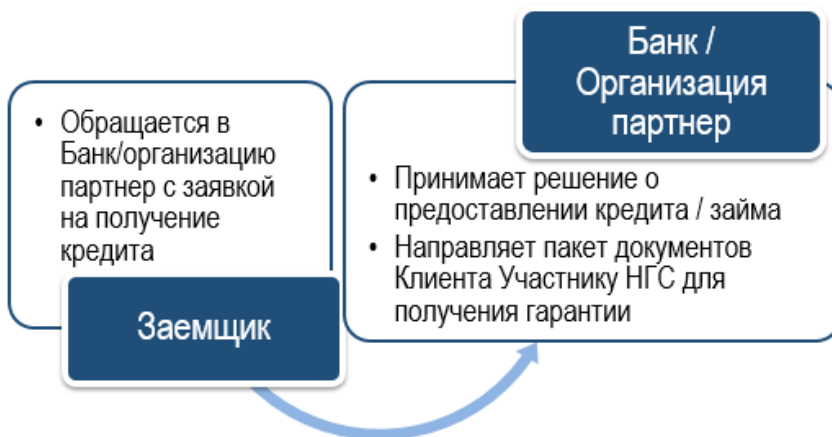 • Обращается в
Банк/организацию
партнер с заявкой
на получение
кредита
Заемщик
Банк /
Организация
партнер
• Принимает решение о
предоставлении кредита / займа
• Направляет пакет документов
Клиента Участнику НГС для
получения гарантии